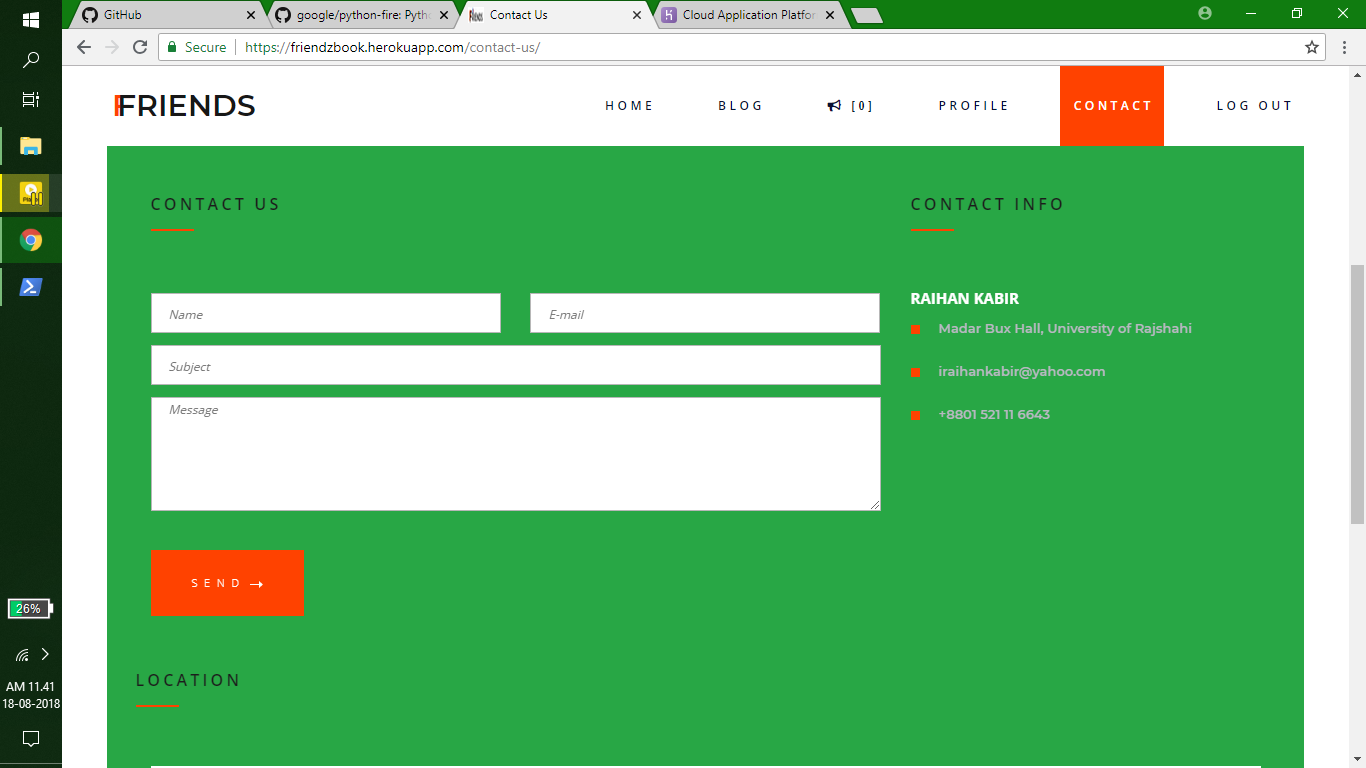 GitHub
google/python-fire: Pyth
Contact Us
Cloud Application Platfor
Secure
https://friendzbook.herokuapp.com/contact-us/
FRIENDS
HOME
BLOG
[0]
PROFILE
CONTACT
LOG OUT
CONTACT US
CONTACT INFO
Name
E-mail
Subject
Message
SEND →
RAIHAN KABIR
Madar Bux Hall, University of Rajshahi
iraihankabir@yahoo.com
+8801 521 11 6643
LOCATION
26%
AM 11.41
18-08-2018